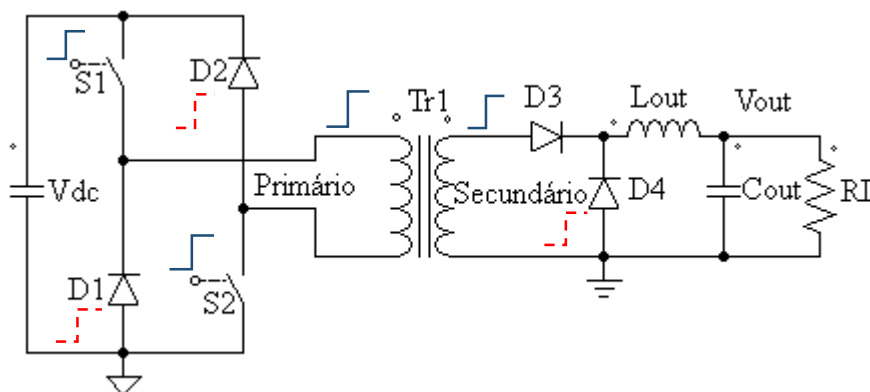 S1
D2
Tr1
D3
Lout
Vout
Vdc
Primário
Secundário
D4
Cout
RL
D1
S2